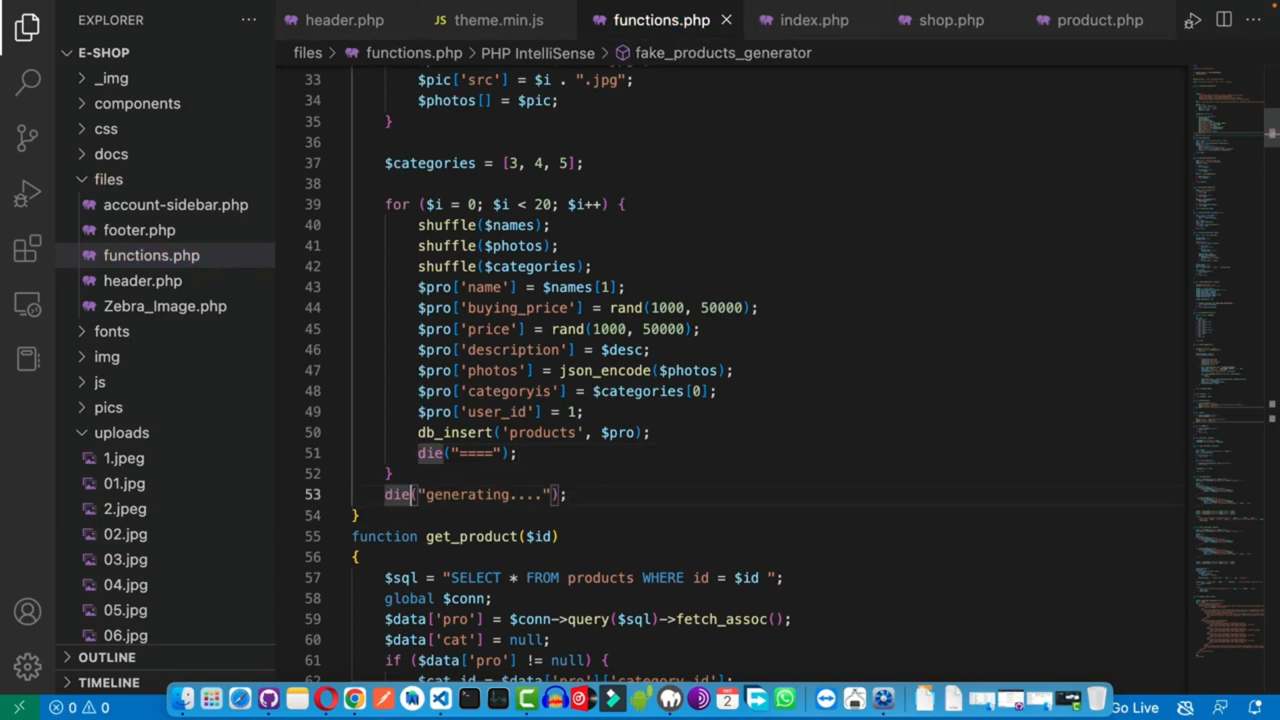 EXPLORER
header.php
theme.min.js
functions.php
index.php
shop.php
product.php
E-SHOP
files
functions.php
PHP IntelliSense
fake_products_generator
_img
components
css
docs
files
account-sidebar.php
footer.php
functions.php
header.php
Zebra_Image.php
fonts
img
js
pics
uploads
1.jpeg
01.jpg
2.jpeg
02.jpg
03.jpg
04.jpg
05.jpg
06.jpg
OUTLINE
TIMELINE
33 $pic['src'] = $i . ".jpg";
34 $photos[] = $pic;
35 }
36
37 $categories = [3, 4, 5];
38
39 for ($i = 0; $i < 20; $i++) {
40 shuffle($names);
41 shuffle($photos);
42 shuffle($categories);
43 $pro['name'] = $names[1];
44 $pro['buying_price'] = rand(1000, 50000);
45 $pro['price'] = rand(1000, 50000);
46 $pro['description'] = $desc;
47 $pro['photos'] = json_encode($photos);
48 $pro['categoryis'] = $categories[0];
49 $pro['user_id'] = 1;
50 db_insert('products', $pro);
51 die("====");
52 }
53 die("generating....");
54 }
55 function get_product($id)
56 {
57 $sql = "SELECT * FROM products WHERE id = $id ";
58 global $conn;
59 $data['pro'] = $conn->query($sql)->fetch_assoc();
60 $data['cat'] = null;
61 if ($data['pro'] != null) {
62 $cat_id = $data['pro']['category_id'];
0 0
Go Live